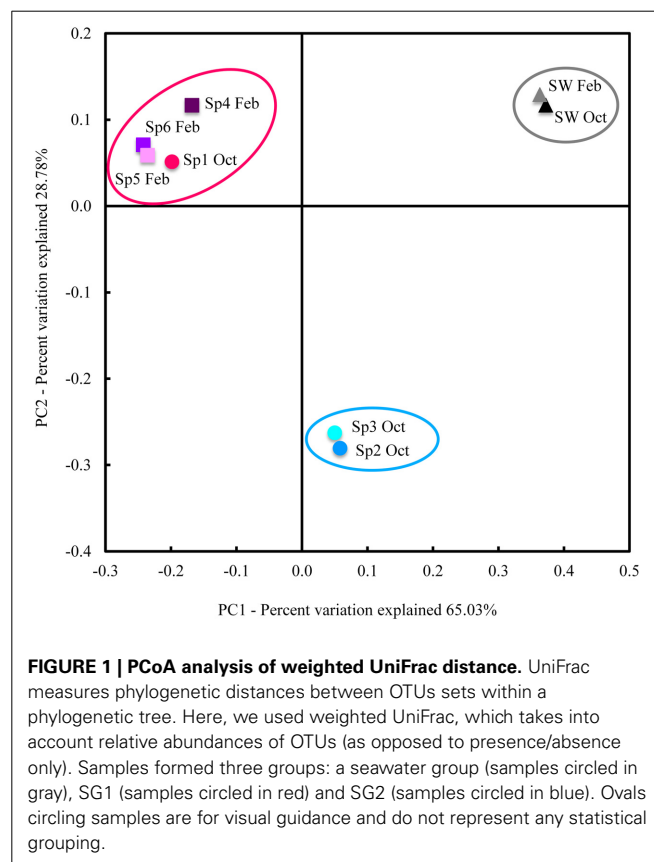 0.2
0.1
0.0
-0.1
-0.2
-0.3
-0.4
PC2 - Percent variation explained 28.78%
Sp4 Feb
Sp6 Feb
Sp1 Oct
Sp5 Feb
SW Feb
SW Oct
Sp3 Oct
Sp2 Oct
-0.3 -0.2 -0.1 0.0 0.1 0.2 0.3 0.4 0.5
PC1 - Percent variation explained 65.03%
FIGURE 1 | PCoA analysis of weighted UniFrac distance. UniFrac
measures phylogenetic distances between OTUs sets within a
phylogenetic tree. Here, we used weighted UniFrac, which takes into
account relative abundances of OTUs (as opposed to presence/absence
only). Samples formed three groups: a seawater group (samples circled in
gray), SG1 (samples circled in red) and SG2 (samples circled in blue). Ovals
circling samples are for visual guidance and do not represent any statistical
grouping.